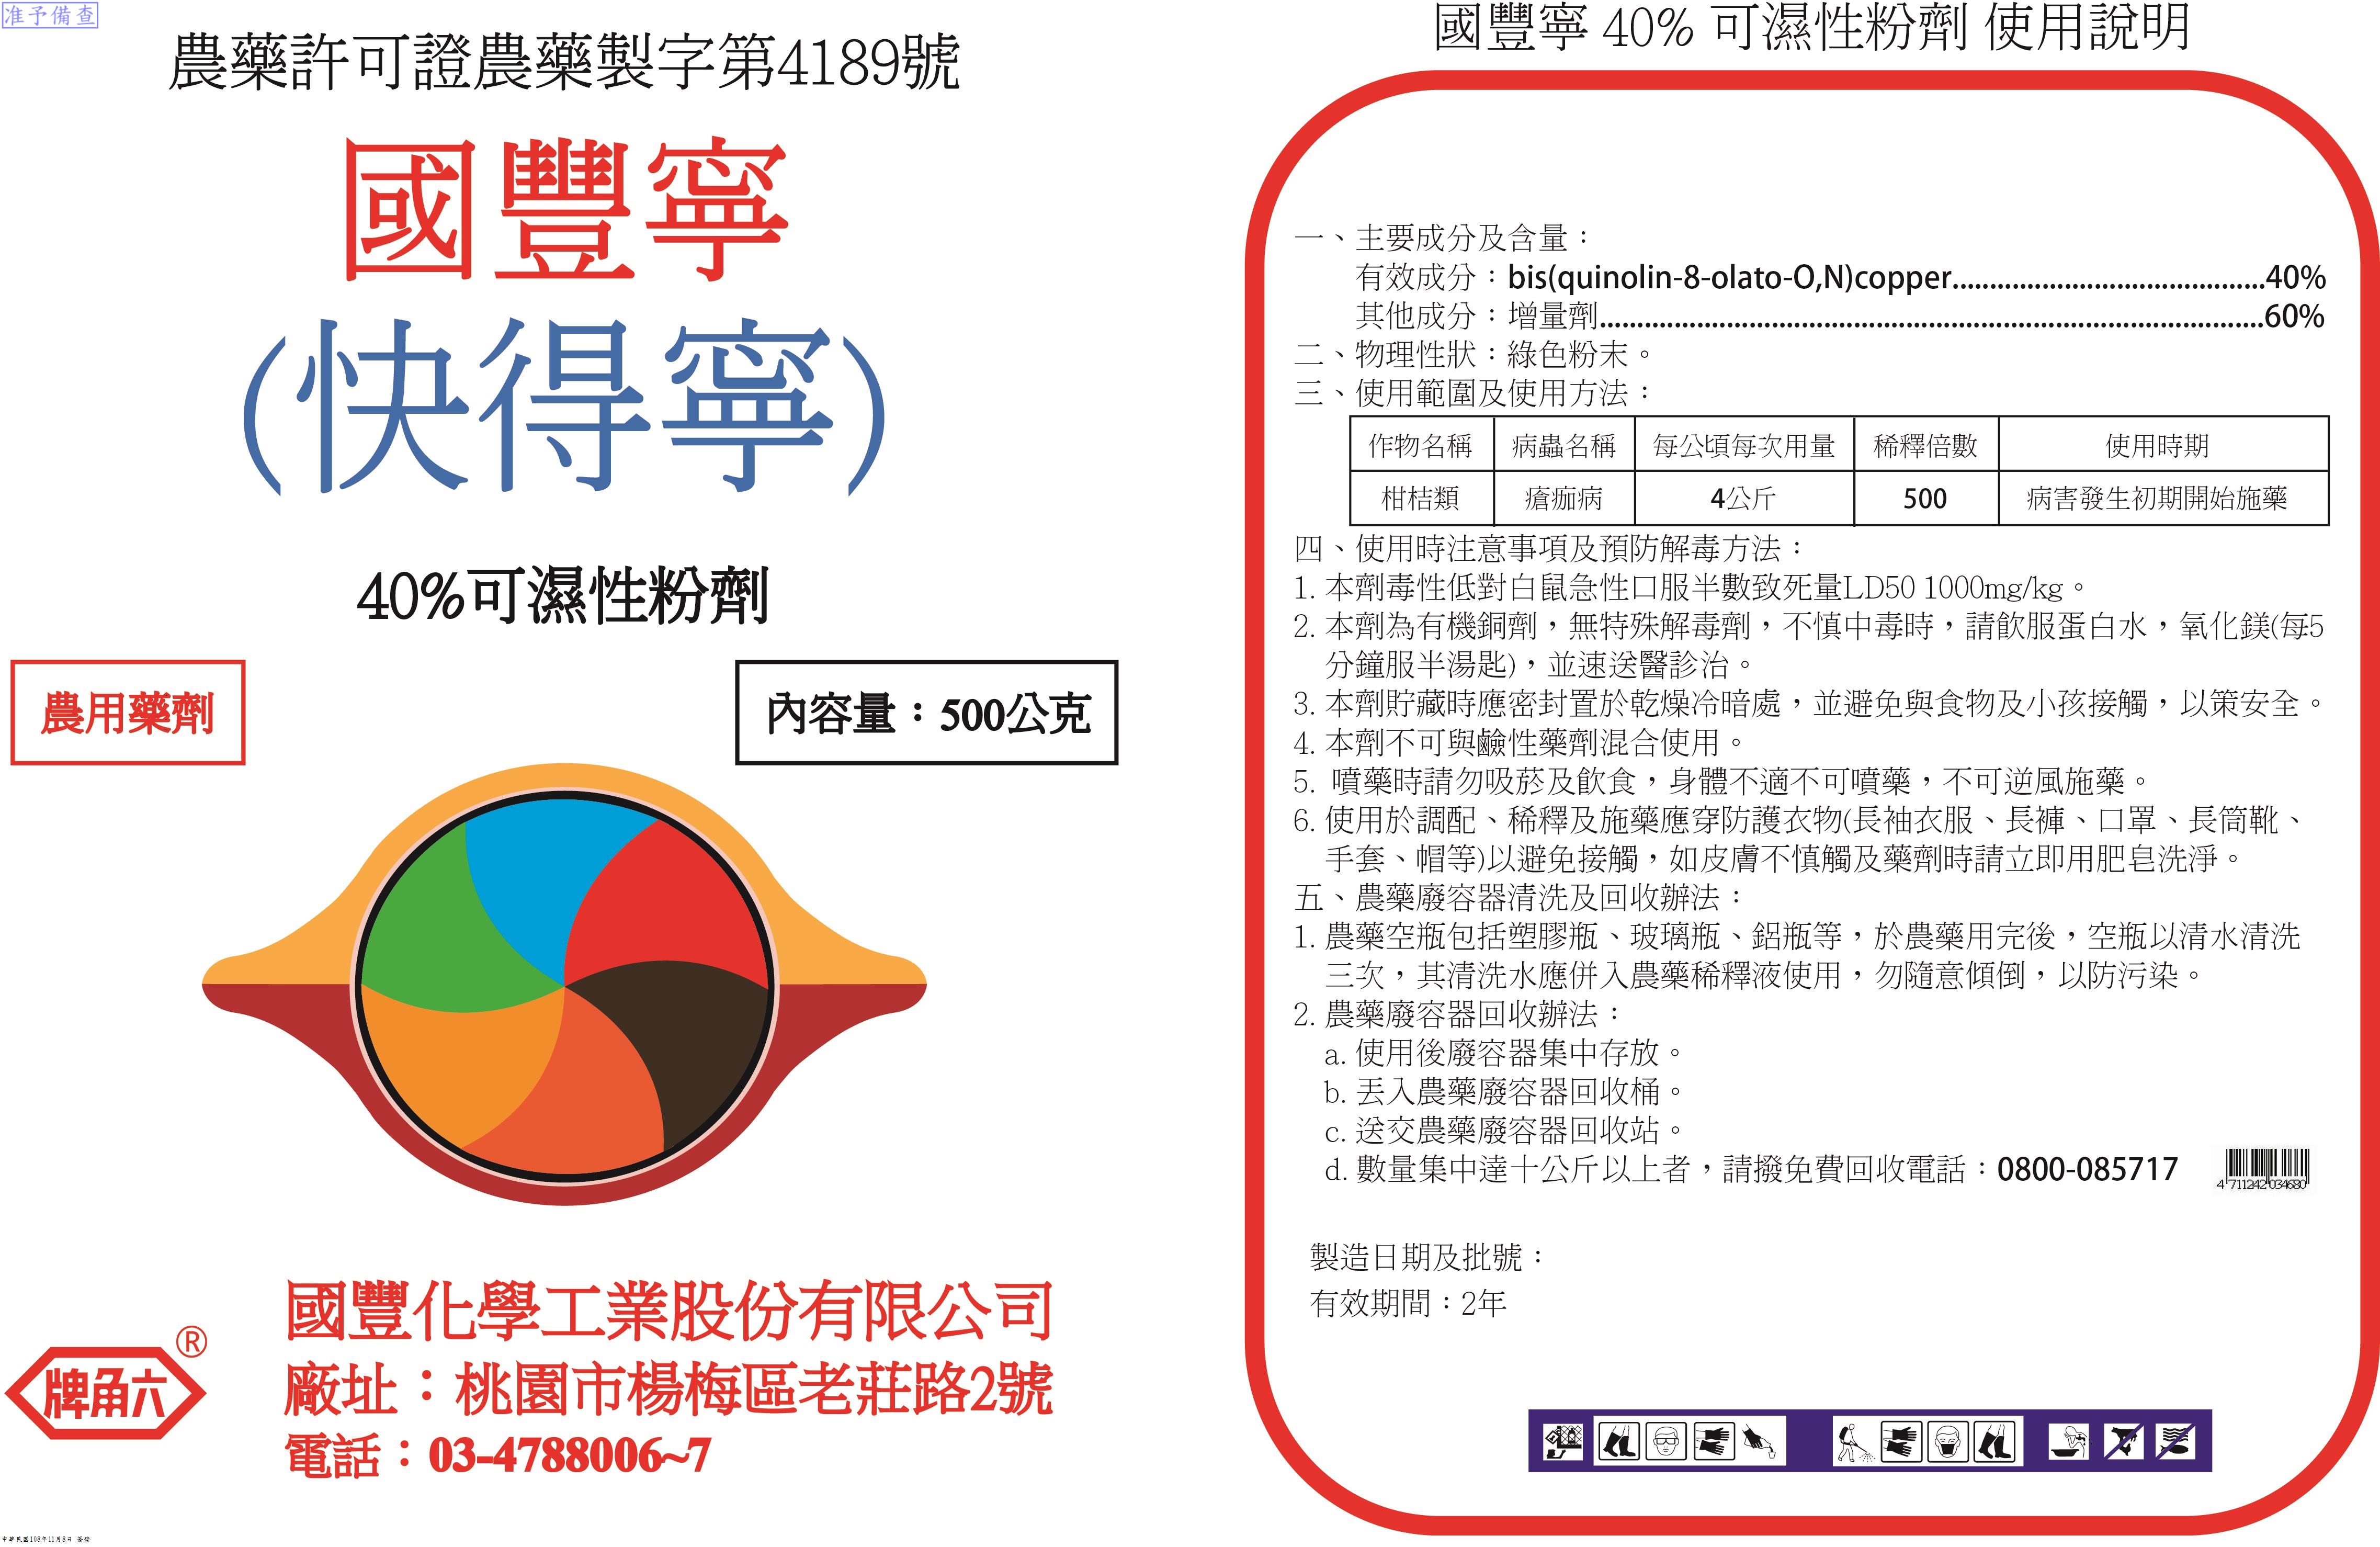 准予備查
農藥許可證農藥製字第4189號
國豐寧
(快得寧)
40%可濕性粉劑
農用藥劑
內容量：500公克
牌角六®
國豐化學工業股份有限公司
廠址：桃園市楊梅區老莊路2號
電話：03-4788006~7
中華民國108年11月8日 簽發
國豐寧 40% 可濕性粉劑 使用說明
一、主要成分及含量：
有效成分：bis(quinolin-8-olato-O,N)copper..........................................40%
其他成分：增量劑.........................................................................................60%
二、物理性狀：綠色粉末。
三、使用範圍及使用方法：
作物名稱 病蟲名稱 每公頃每次用量 稀釋倍數 使用時期
柑桔類 瘡痂病 4公斤 500 病害發生初期開始施藥
四、使用時注意事項及預防解毒方法：
1. 本劑毒性低對白鼠急性口服半數致死量LD50 1000mg/kg。
2. 本劑為有機銅劑，無特殊解毒劑，不慎中毒時，請飲服蛋白水，氧化鎂(每5
分鐘服半湯匙)，並速送醫診治。
3. 本劑貯藏時應密封置於乾燥冷暗處，並避免與食物及小孩接觸，以策安全。
4. 本劑不可與鹼性藥劑混合使用。
5. 噴藥時請勿吸菸及飲食，身體不適不可噴藥，不可逆風施藥。
6. 使用於調配、稀釋及施藥應穿防護衣物(長袖衣服、長褲、口罩、長筒靴、
手套、帽等)以避免接觸，如皮膚不慎觸及藥劑時請立即用肥皂洗淨。
五、農藥廢容器清洗及回收辦法：
1. 農藥空瓶包括塑膠瓶、玻璃瓶、鋁瓶等，於農藥用完後，空瓶以清水清洗
三次，其清洗水應併入農藥稀釋液使用，勿隨意傾倒，以防污染。
2. 農藥廢容器回收辦法：
a. 使用後廢容器集中存放。
b. 丟入農藥廢容器回收桶。
c. 送交農藥廢容器回收站。
d. 數量集中達十公斤以上者，請撥免費回收電話：0800-085717
4 711242 034680
製造日期及批號：
有效期間：2年